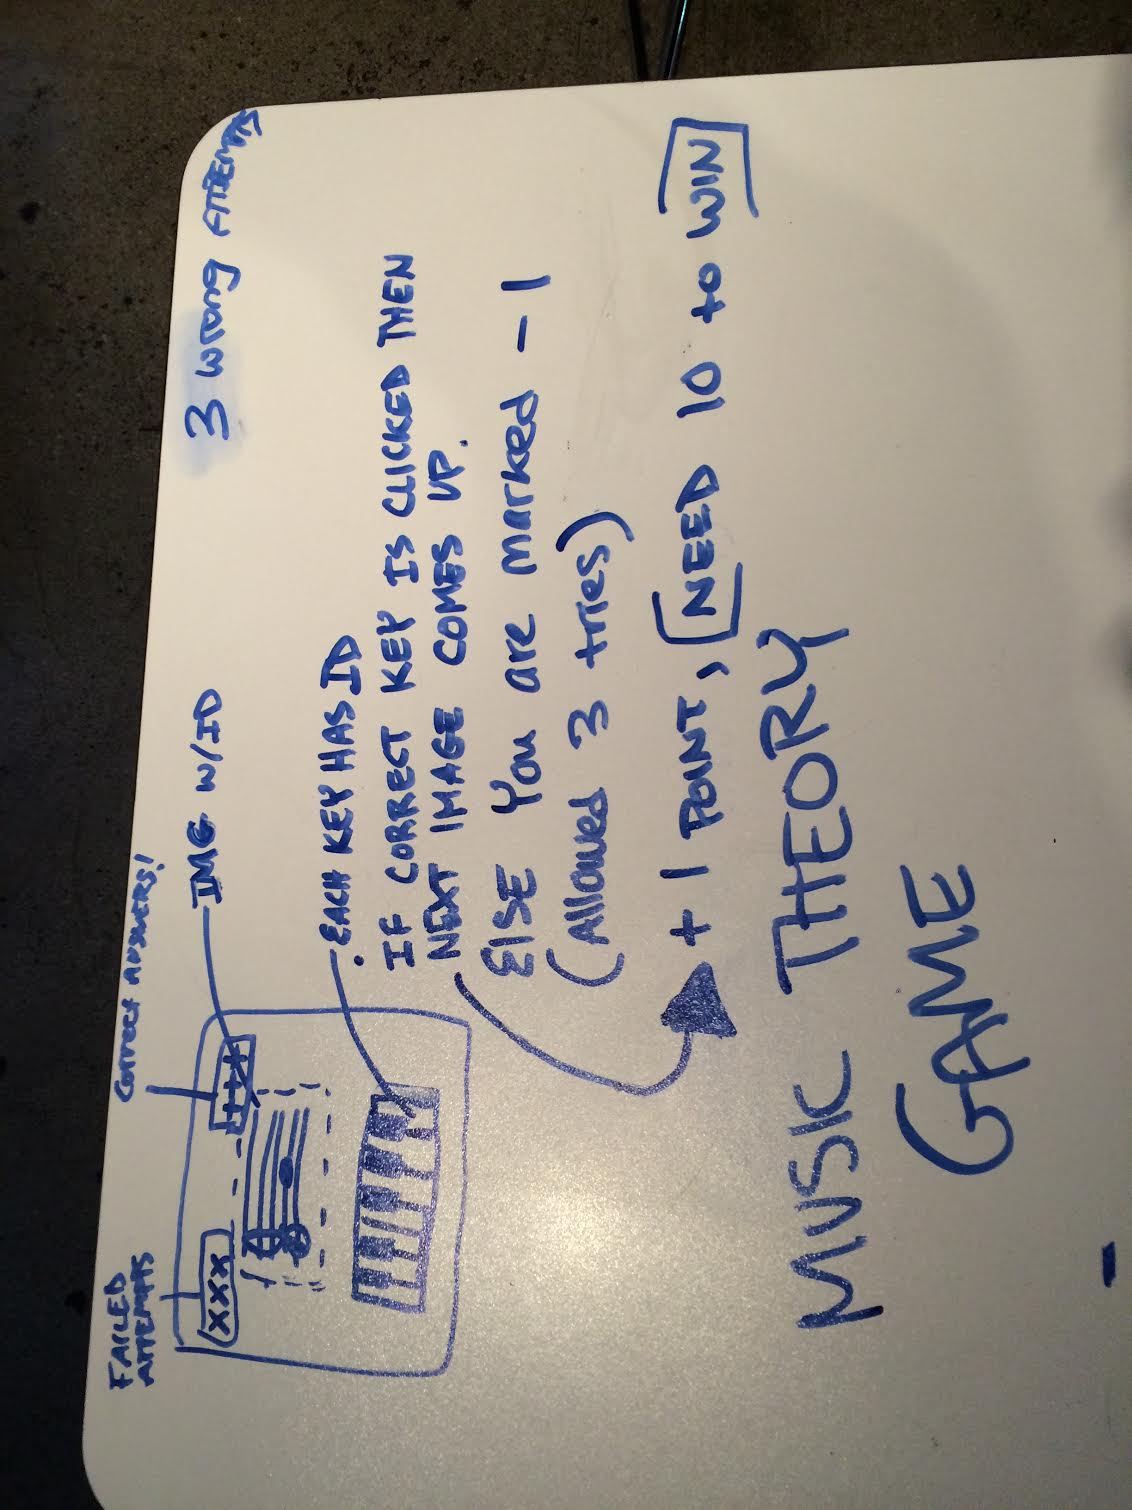 FAILED
ATTEMPTS
Correct Answers!
XXX
++++
IMG W/ID
3 wrong Attempts
. EACH KEY HAS ID
IF CORRECT KEY IS CLICKED THEN
NEXT IMAGE COMES UP.
Else You are marked -1
(Allowed 3 tries)
+1 POINT, [NEED 10 to WIN]
MUSIC THEORY
GAME